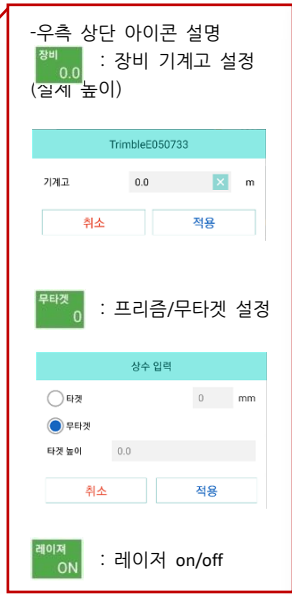 -우측 상단 아이콘 설명
장비
0.0
: 장비 기계고 설정
(실제 높이)
TrimbleE050733
기계고 0.0 m
취소 적용
무타겟
0
: 프리즘/무타겟 설정
상수 입력
타겟 0 mm
무타겟
타겟 높이 0.0
취소 적용
레이저
ON
: 레이저 on/off